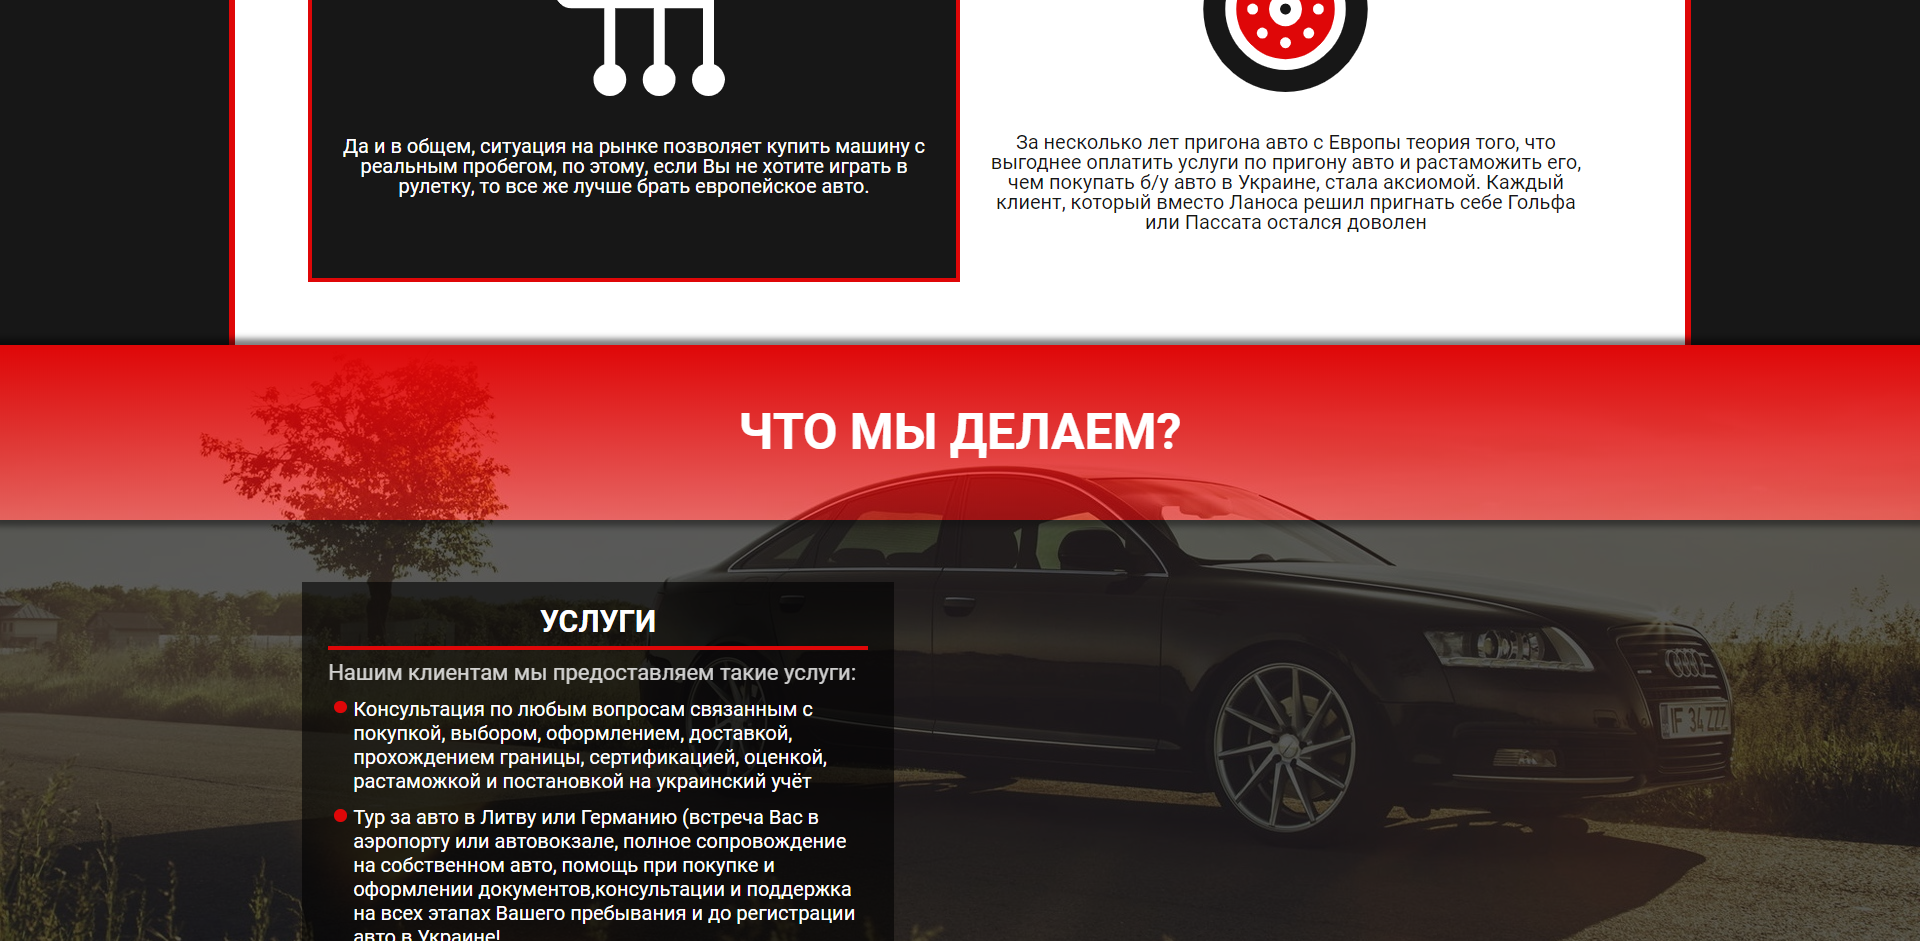 Да и в общем, ситуация на рынке позволяет купить машину с
реальным пробегом, по этому, если Вы не хотите играть в
рулетку, то все же лучше брать европейское авто.
За несколько лет пригона авто с Европы теория того, что
выгоднее оплатить услуги по пригону авто и растаможить его,
чем покупать б/у авто в Украине, стала аксиомой. Каждый
клиент, который вместо Ланоса решил пригнать себе Гольфа
или Пассата остался доволен
ЧТО МЫ ДЕЛАЕМ?
УСЛУГИ
Нашим клиентам мы предоставляем такие услуги:
Консультация по любым вопросам связанным с
покупкой, выбором, оформлением, доставкой,
прохождением границы, сертификацией, оценкой,
растаможкой и постановкой на украинский учёт
Тур за авто в Литву или Германию (встреча Вас в
аэропорту или автовокзале, полное сопровождение
на собственном авто, помощь при покупке и
оформлении документов,консультации и поддержка
на всех этапах Вашего пребывания и до регистрации
авто в Украине!
IF 34 ZZZ